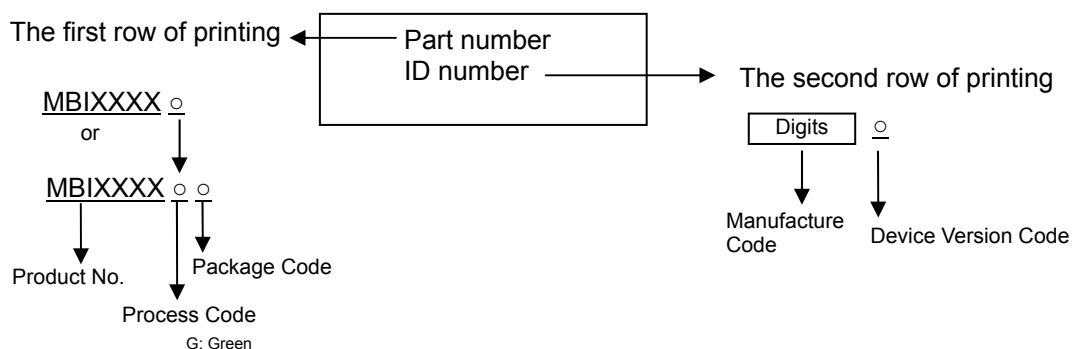 The first row of printing
Part number
ID number
The second row of printing
MBIXXXX ○
or
MBIXXXX ○ ○
Product No.
Package Code
Process Code
G: Green
Digits ○
Manufacture
Code
Device Version Code